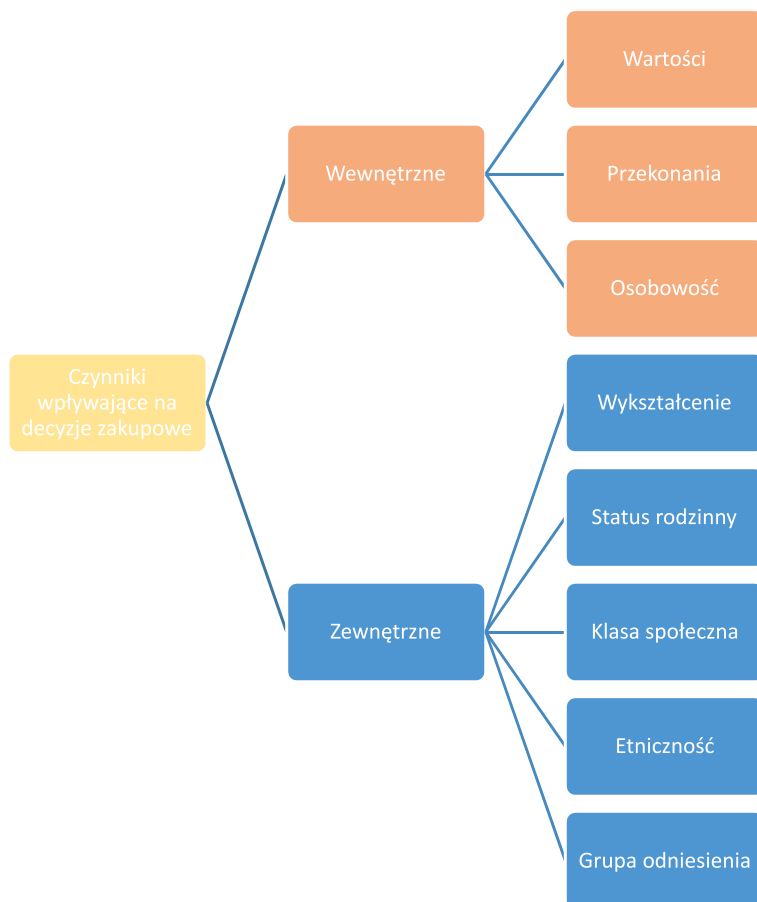 Wartości
Wewnętrzne
Przekonania
Osobowość
Czynniki
wpływające na
decyzje zakupowe
Wykształcenie
Status rodzinny
Zewnętrzne
Klasa społeczna
Etniczność
Grupa odniesienia